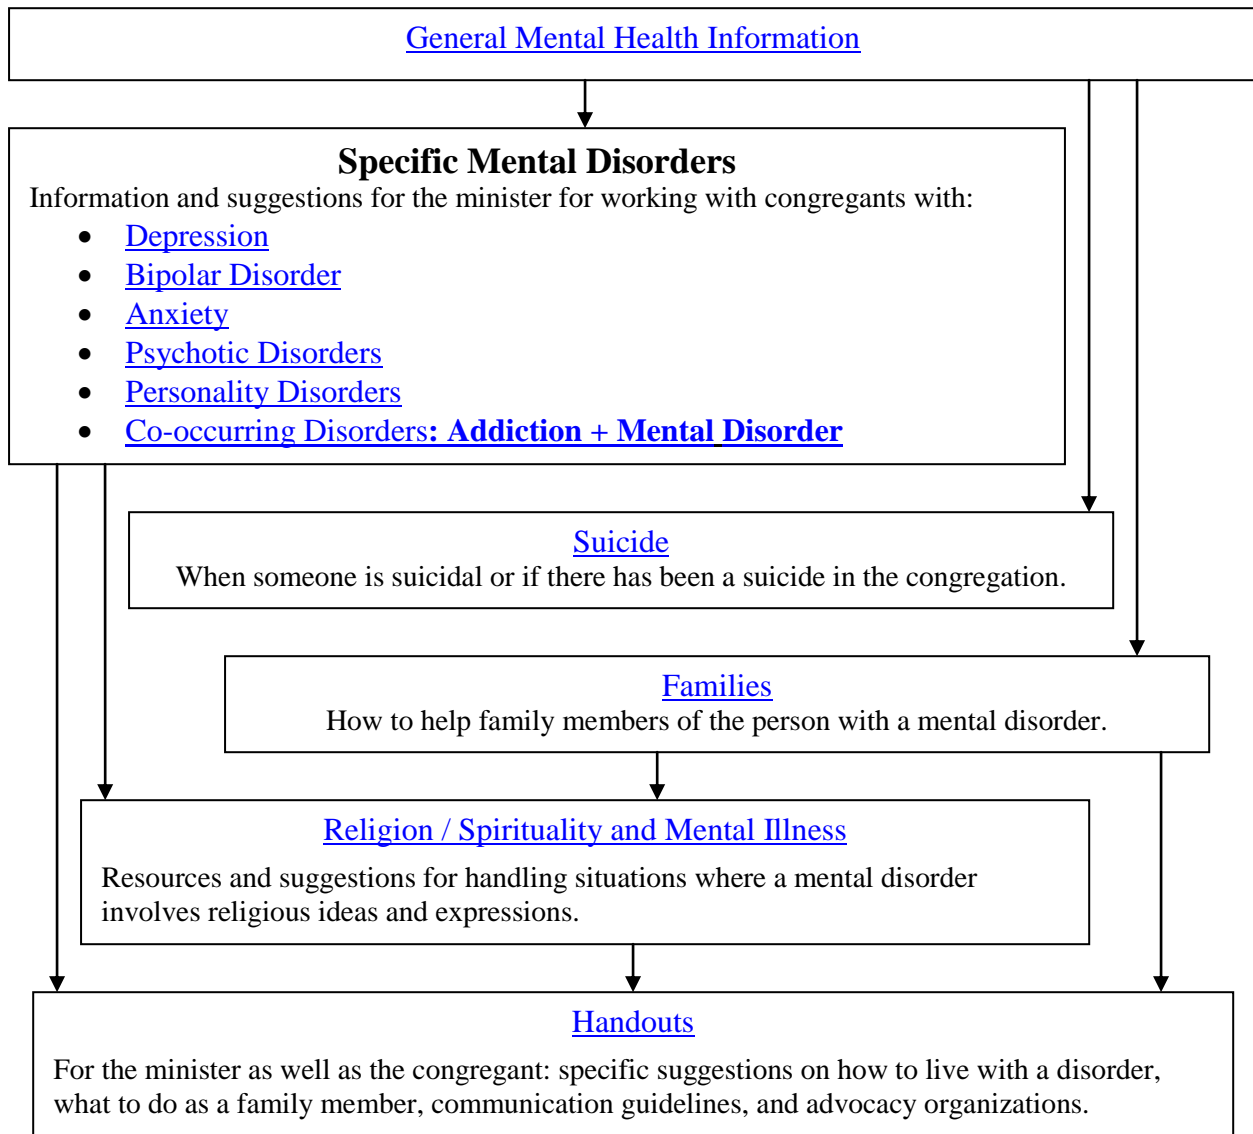 General Mental Health Information
Specific Mental Disorders
Information and suggestions for the minister for working with congregants with:
• Depression
• Bipolar Disorder
• Anxiety
• Psychotic Disorders
• Personality Disorders
• Co-occurring Disorders: Addiction + Mental Disorder
Suicide
When someone is suicidal or if there has been a suicide in the congregation.
Families
How to help family members of the person with a mental disorder.
Religion / Spirituality and Mental Illness
Resources and suggestions for handling situations where a mental disorder
involves religious ideas and expressions.
Handouts
For the minister as well as the congregant: specific suggestions on how to live with a disorder,
what to do as a family member, communication guidelines, and advocacy organizations.